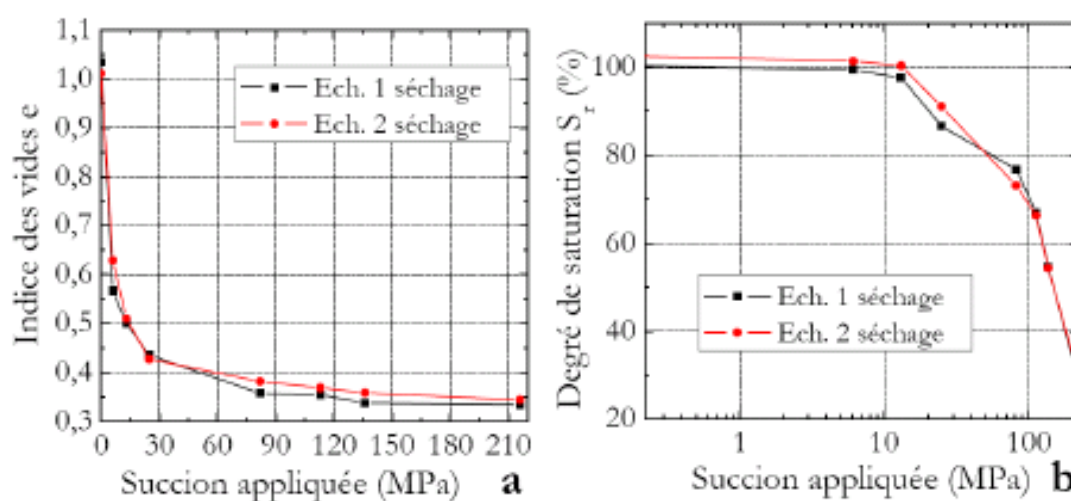 1,1
1,0
0,9
0,8
0,7
0,6
0,5
0,4
0,3
Indice des vides e
Ech. 1 séchage
Ech. 2 séchage
0 30 60 90 120 150 180 210
Succion appliquée (MPa)
a
100
80
60
40
20
Degré de saturation Sr (%)
Ech. 1 séchage
Ech. 2 séchage
1 10 100
Succion appliquée (MPa)
b